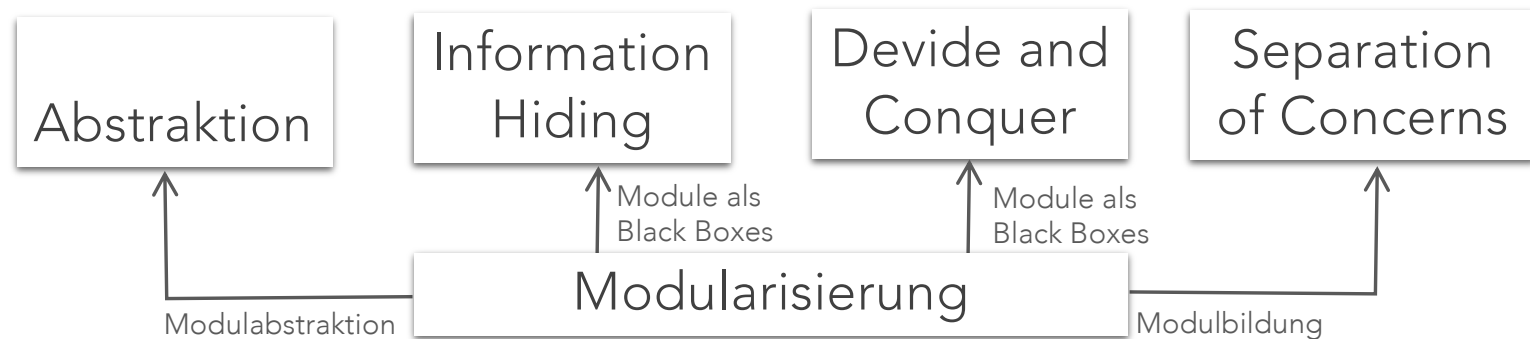 Abstraktion
Information
Hiding
Devide and
Conquer
Separation
of Concerns
Module als
Black Boxes
Module als
Black Boxes
Modularisierung
Modulabstraktion
Modulbildung